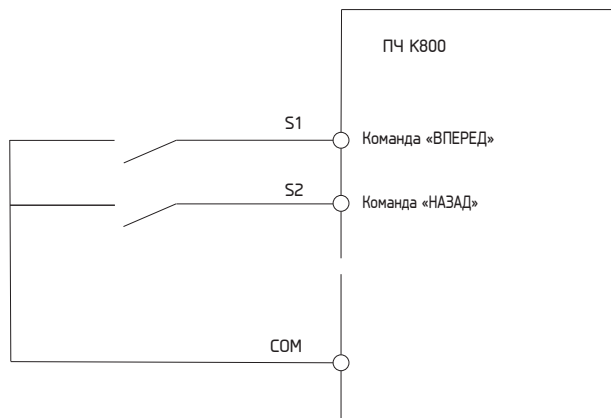 ПЧ К800
S1
Команда «ВПЕРЕД»
S2
Команда «НАЗАД»
COM